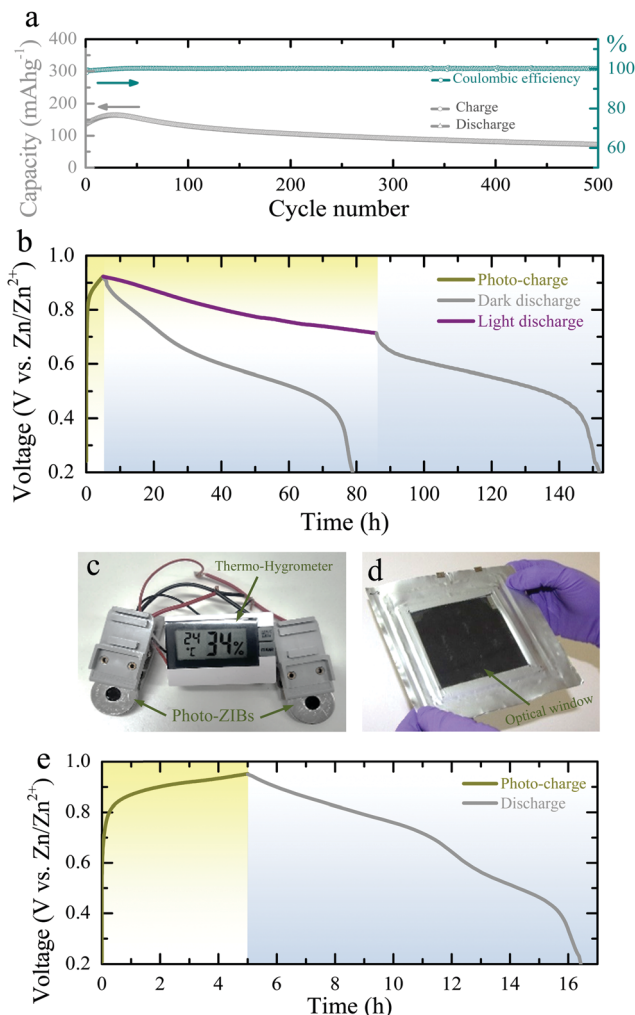 a
400
300
200
100
0
Capacity (mAhg⁻¹)
%
100
80
60
Coulombic efficiency
Charge
Discharge
0 100 200 300 400 500
Cycle number
b
1.0
0.8
0.6
0.4
0.2
Voltage (V vs. Zn/Zn²⁺)
Photo-charge
Dark discharge
Light discharge
0 20 40 60 80 100 120 140
Time (h)
c
Thermo-Hygrometer
24
°C
34%
Photo-ZIBs
d
Optical window
e
1.0
0.8
0.6
0.4
0.2
Voltage (V vs. Zn/Zn²⁺)
Photo-charge
Discharge
0 2 4 6 8 10 12 14 16
Time (h)